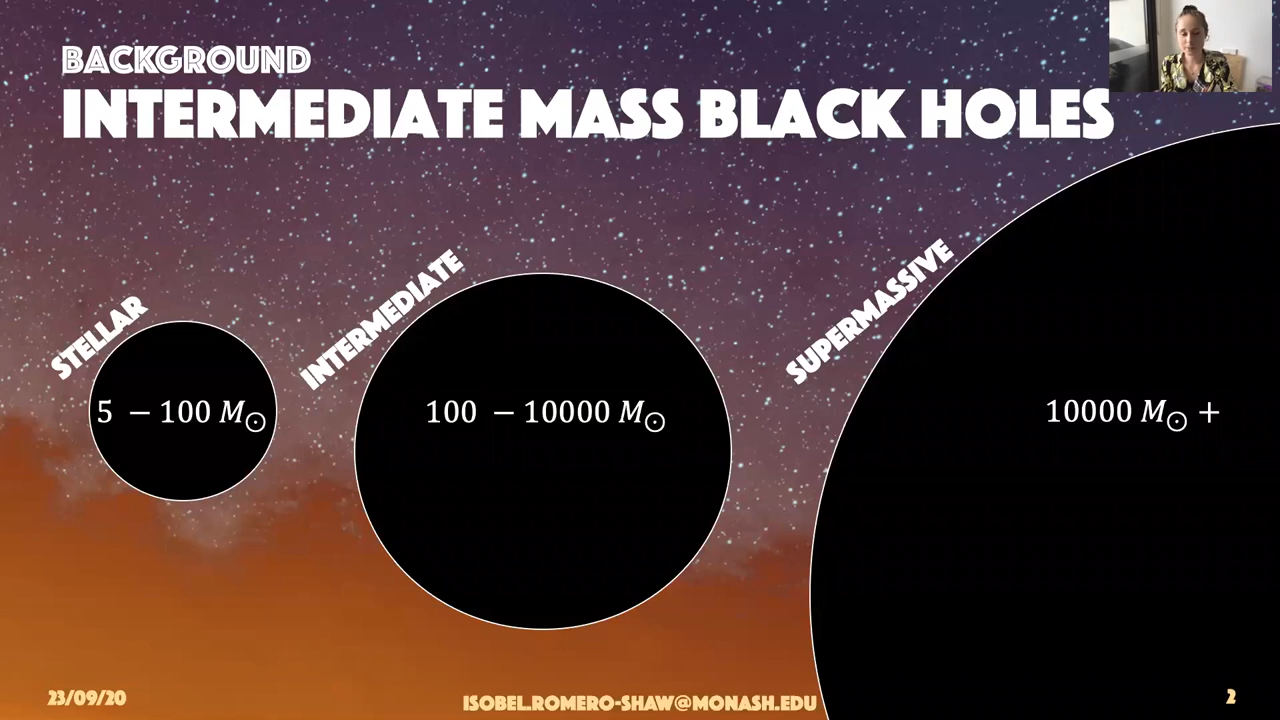 BACKGROUND
INTERMEDIATE MASS BLACK HOLES
STELLAR
5 − 100 M☉
INTERMEDIATE
100 − 10000 M☉
SUPERMASSIVE
10000 M☉ +
23/09/20
ISOBEL.ROMERO-SHAW@MONASH.EDU
2